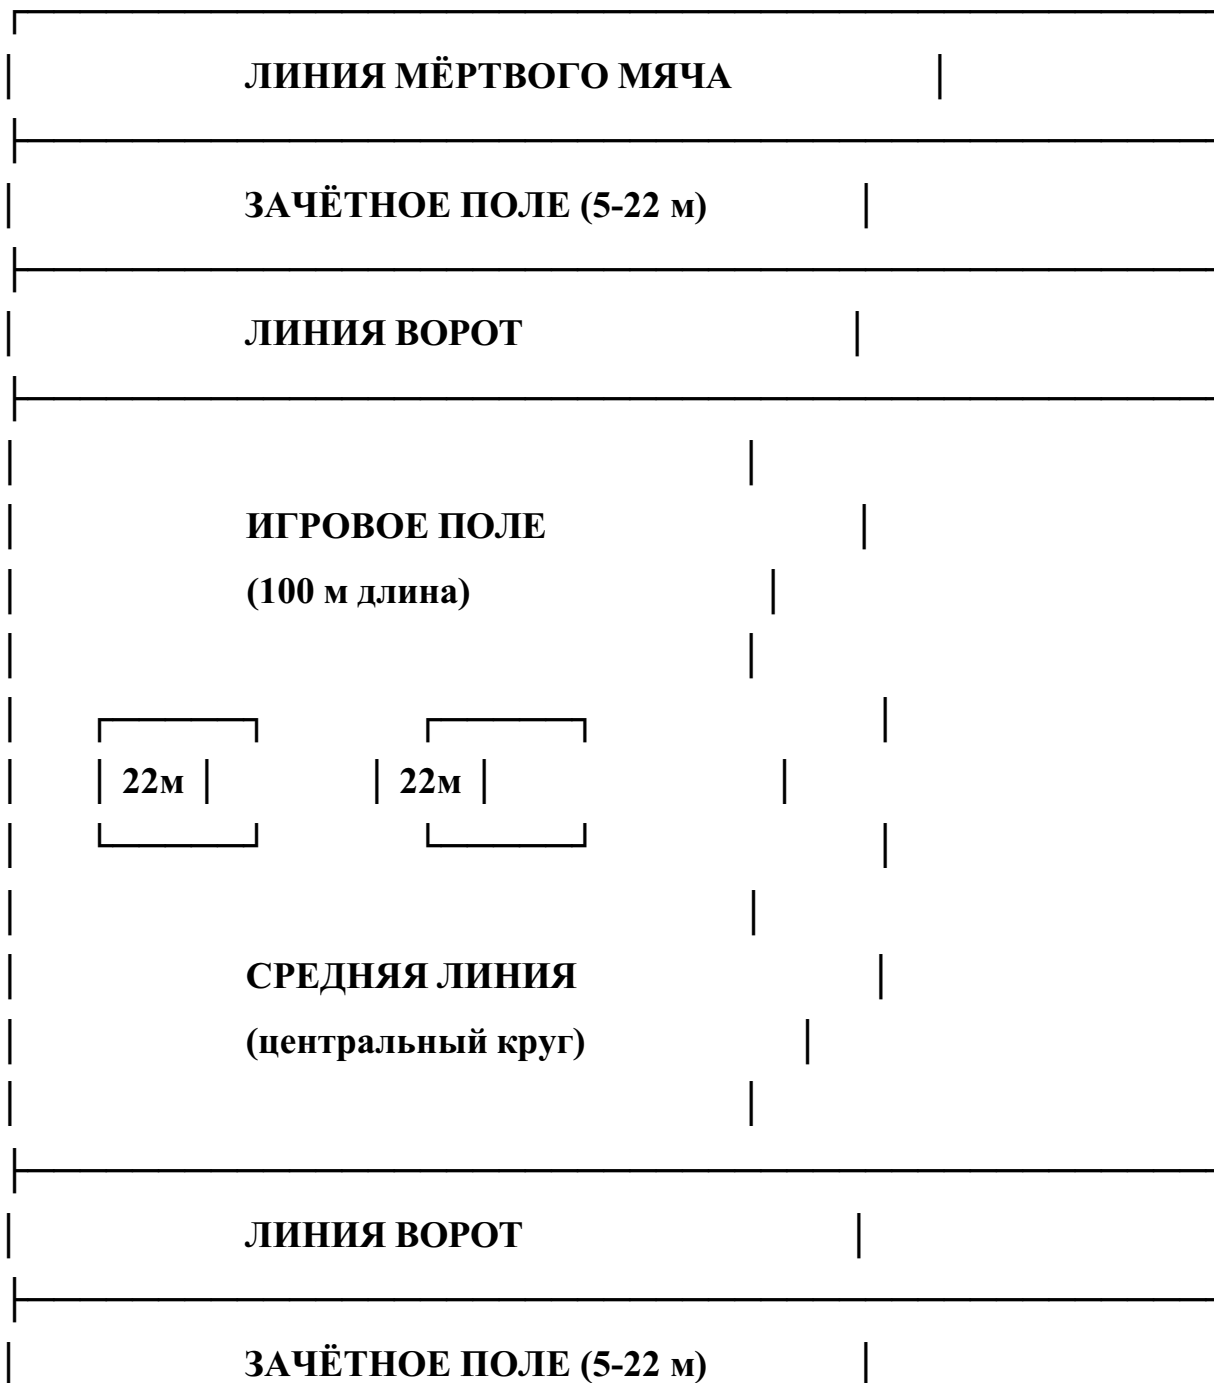 ЛИНИЯ МЁРТВОГО МЯЧА
ЗАЧЁТНОЕ ПОЛЕ (5-22 м)
ЛИНИЯ ВОРОТ
ИГРОВОЕ ПОЛЕ
(100 м длина)
22м 22м
СРЕДНЯЯ ЛИНИЯ
(центральный круг)
ЛИНИЯ ВОРОТ
ЗАЧЁТНОЕ ПОЛЕ (5-22 м)